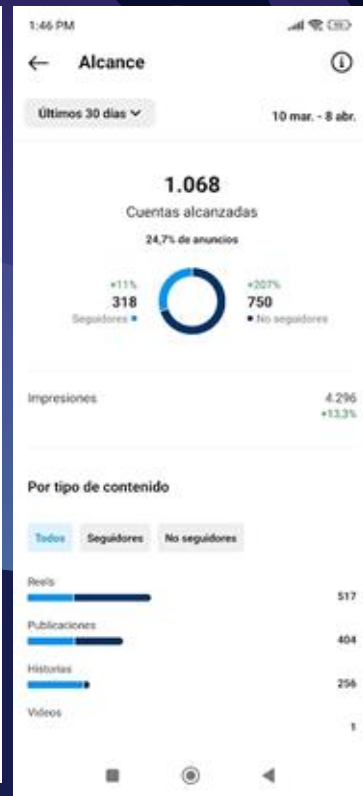 1:46 PM
Alcance
Últimos 30 días
10 mar. - 8 abr.
1.068
Cuentas alcanzadas
24,7% de anuncios
+11%
318
Seguidores
+207%
750
No seguidores
Impresiones
4.296
+13,3%
Por tipo de contenido
Todos Seguidores No seguidores
Reels
517
Publicaciones
404
Historias
256
Videos
1